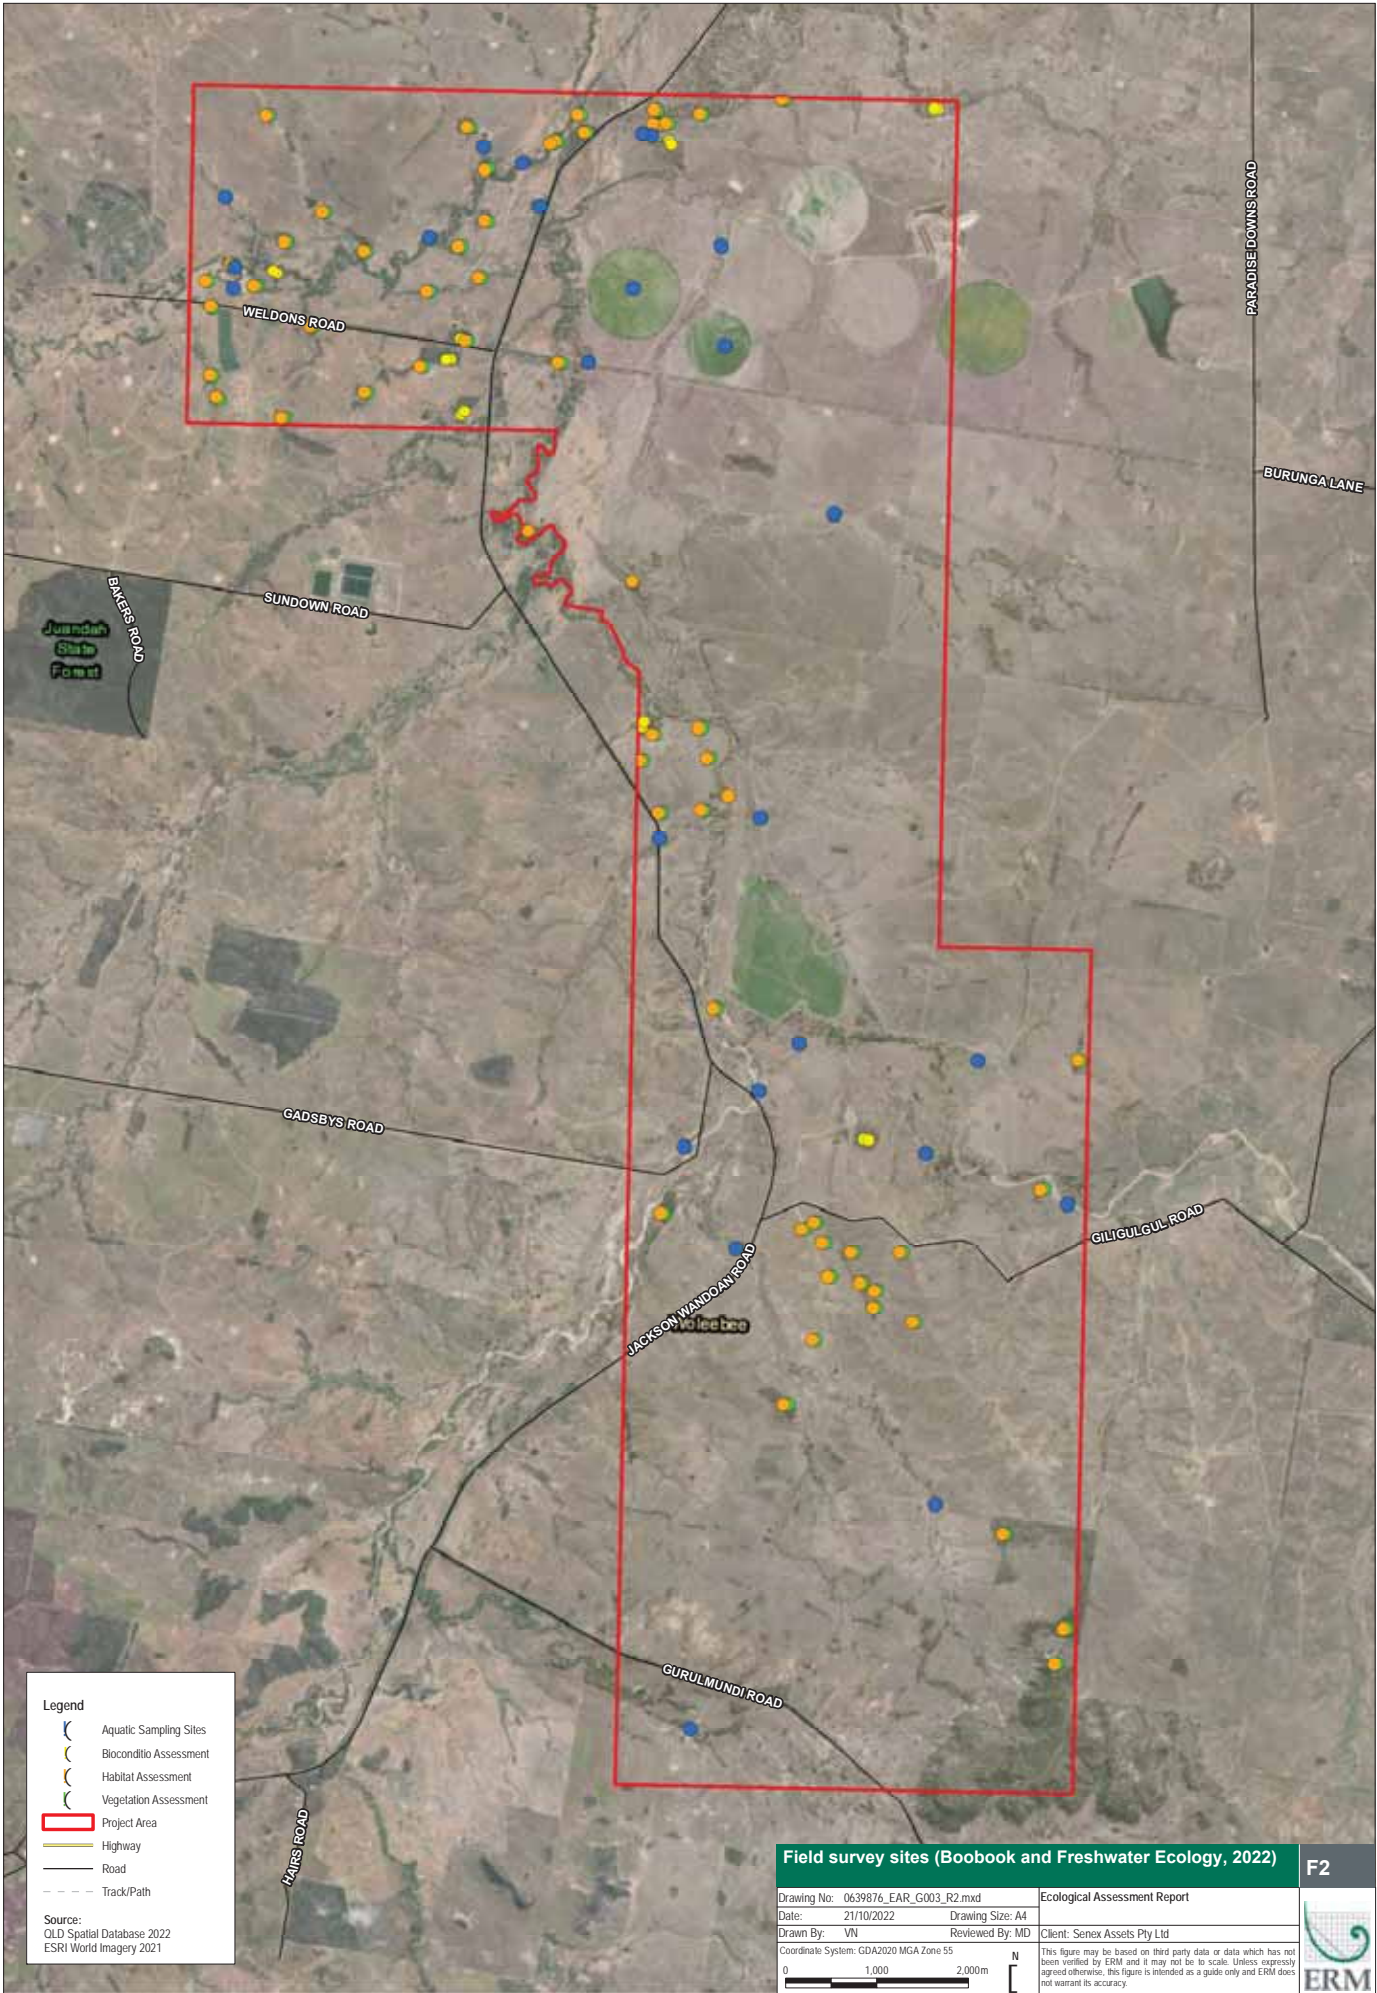 PARADISE DOWNS ROAD
WELDONS ROAD
BURUNGA LANE
BAKERS ROAD
SUNDOWN ROAD
Juandah
State
Forest
GADSBYS ROAD
GILIGULGUL ROAD
JACKSON WANDOAN ROAD
Woleebee
GURULMUNDI ROAD
HAIRS ROAD
Legend
Aquatic Sampling Sites
Bioconditio Assessment
Habitat Assessment
Vegetation Assessment
Project Area
Highway
Road
Track/Path
Source:
QLD Spatial Database 2022
ESRI World Imagery 2021
Field survey sites (Boobook and Freshwater Ecology, 2022)
F2
Drawing No: 0639876_EAR_G003_R2.mxd
Date: 21/10/2022 Drawing Size: A4
Drawn By: VN Reviewed By: MD
Coordinate System: GDA2020 MGA Zone 55
N
0 1,000 2,000m
Ecological Assessment Report
Client: Senex Assets Pty Ltd
This figure may be based on third party data or data which has not
been verified by ERM and it may not be to scale. Unless expressly
agreed otherwise, this figure is intended as a guide only and ERM does
not warrant its accuracy.
ERM